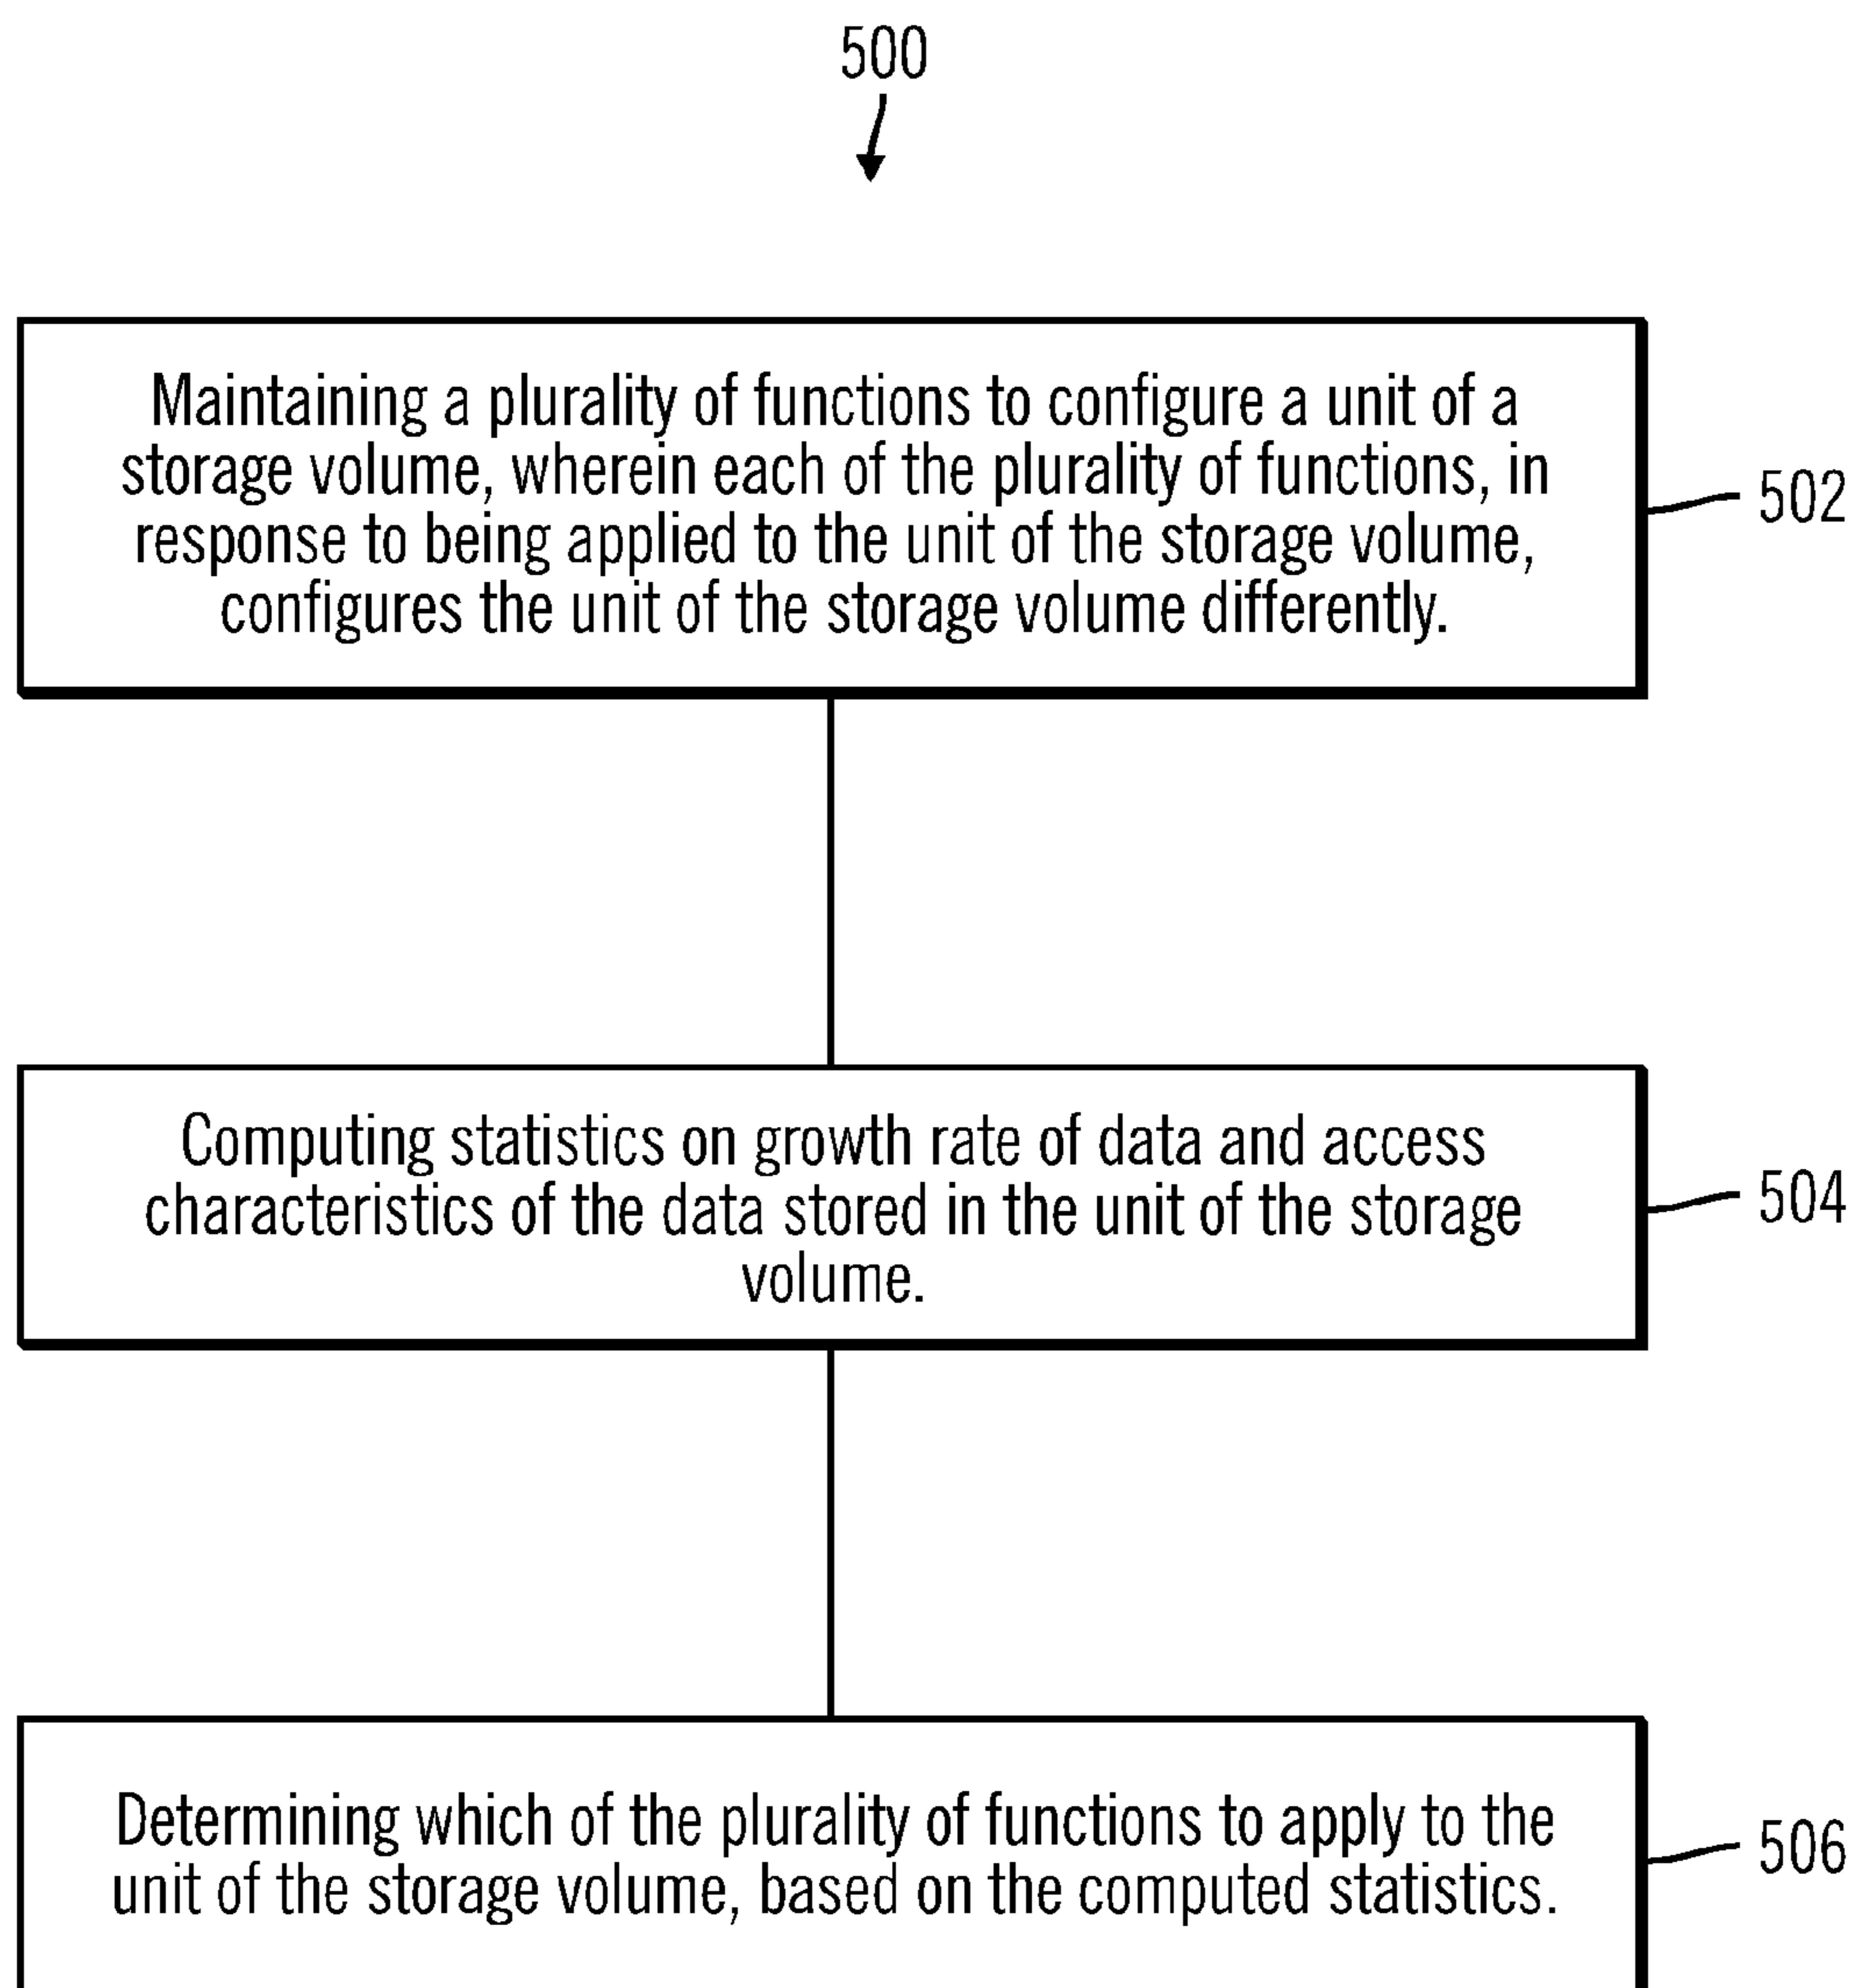 500
Maintaining a plurality of functions to configure a unit of a
storage volume, wherein each of the plurality of functions, in
response to being applied to the unit of the storage volume,
configures the unit of the storage volume differently.
502
Computing statistics on growth rate of data and access
characteristics of the data stored in the unit of the storage
volume.
504
Determining which of the plurality of functions to apply to the
unit of the storage volume, based on the computed statistics.
506